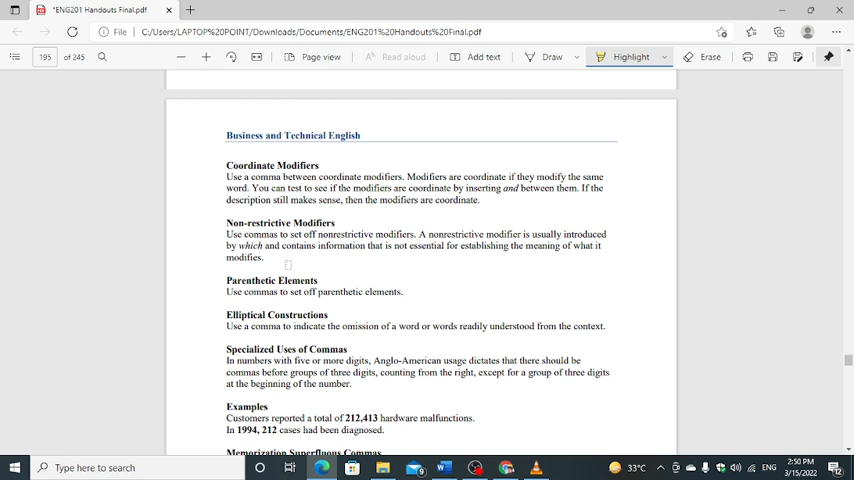 *ENG201 Handouts Final.pdf
File
C:/Users/LAPTOP%20POINT/Downloads/Documents/ENG201%20Handouts%20Final.pdf
195 of 245
Page view
Read aloud
Add text
Draw
Highlight
Erase
Business and Technical English
Coordinate Modifiers
Use a comma between coordinate modifiers. Modifiers are coordinate if they modify the same
word. You can test to see if the modifiers are coordinate by inserting and between them. If the
description still makes sense, then the modifiers are coordinate.
Non-restrictive Modifiers
Use commas to set off nonrestrictive modifiers. A nonrestrictive modifier is usually introduced
by which and contains information that is not essential for establishing the meaning of what it
modifies.
Parenthetic Elements
Use commas to set off parenthetic elements.
Elliptical Constructions
Use a comma to indicate the omission of a word or words readily understood from the context.
Specialized Uses of Commas
In numbers with five or more digits, Anglo-American usage dictates that there should be
commas before groups of three digits, counting from the right, except for a group of three digits
at the beginning of the number.
Examples
Customers reported a total of 212,413 hardware malfunctions.
In 1994, 212 cases had been diagnosed.
Memorization Superfluous Commas
Type here to search
9
33°C
ENG
2:50 PM
3/15/2022
12